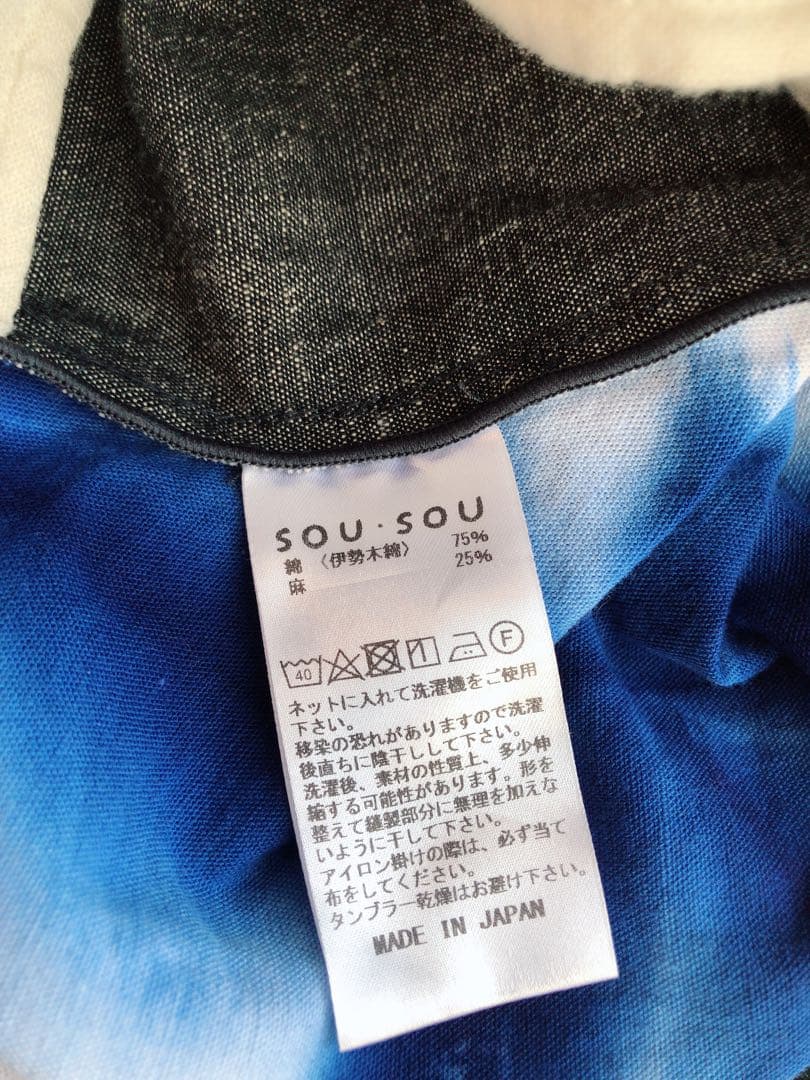 SOU・SOU
綿 〈伊勢木綿〉 75%
麻 25%
40 F
ネットに入れて洗濯機をご使用
下さい。
移染の恐れがありますので洗濯
後直ちに陰干しして下さい。
洗濯後、素材の性質上、多少伸
縮する可能性があります。形を
整えて縫製部分に無理を加えな
いように干して下さい。
アイロン掛けの際は、必ず当て
布をしてください。
タンブラー乾燥はお避け下さい。
MADE IN JAPAN